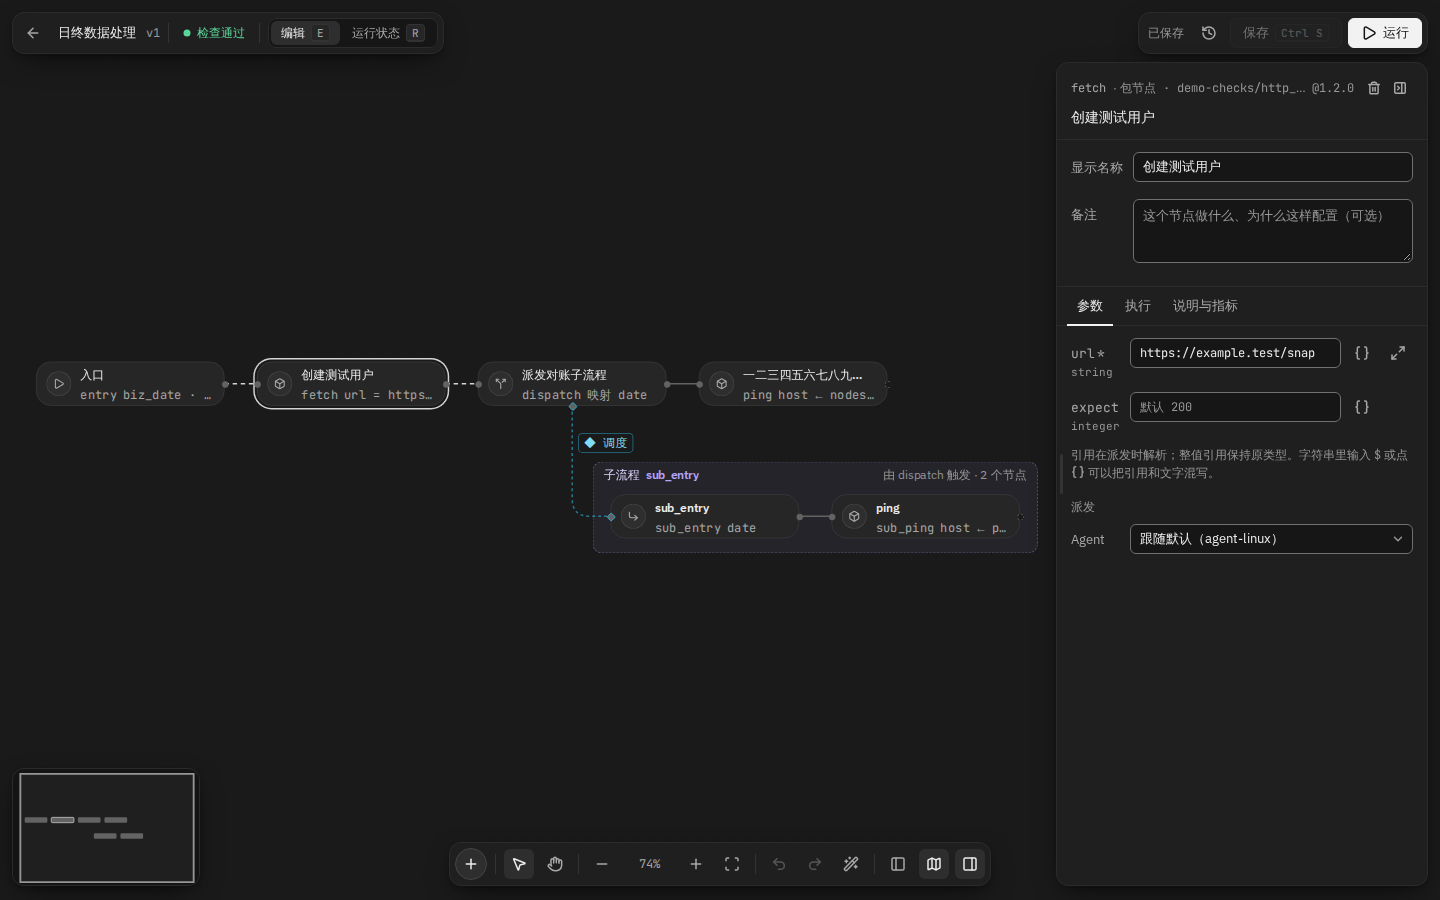 日终数据处理 v1 检查通过 编辑 E 运行状态 R
已保存 保存 Ctrl S 运行
fetch · 包节点 · demo-checks/http_... @1.2.0
创建测试用户
显示名称 创建测试用户
备注 这个节点做什么、为什么这样配置（可选）
参数 执行 说明与指标
url* https://example.test/snap
string
expect 默认 200
integer
引用在派发时解析；整值引用保持原类型。字符串里输入 $ 或点
{} 可以把引用和文字混写。
派发
Agent 跟随默认（agent-linux）
入口
entry biz_date · …
创建测试用户
fetch url = https…
派发对账子流程
dispatch 映射 date
一二三四五六七八九…
ping host ← nodes…
调度
子流程 sub_entry 由 dispatch 触发 · 2 个节点
sub_entry
sub_entry date
ping
sub_ping host ← p…
74%